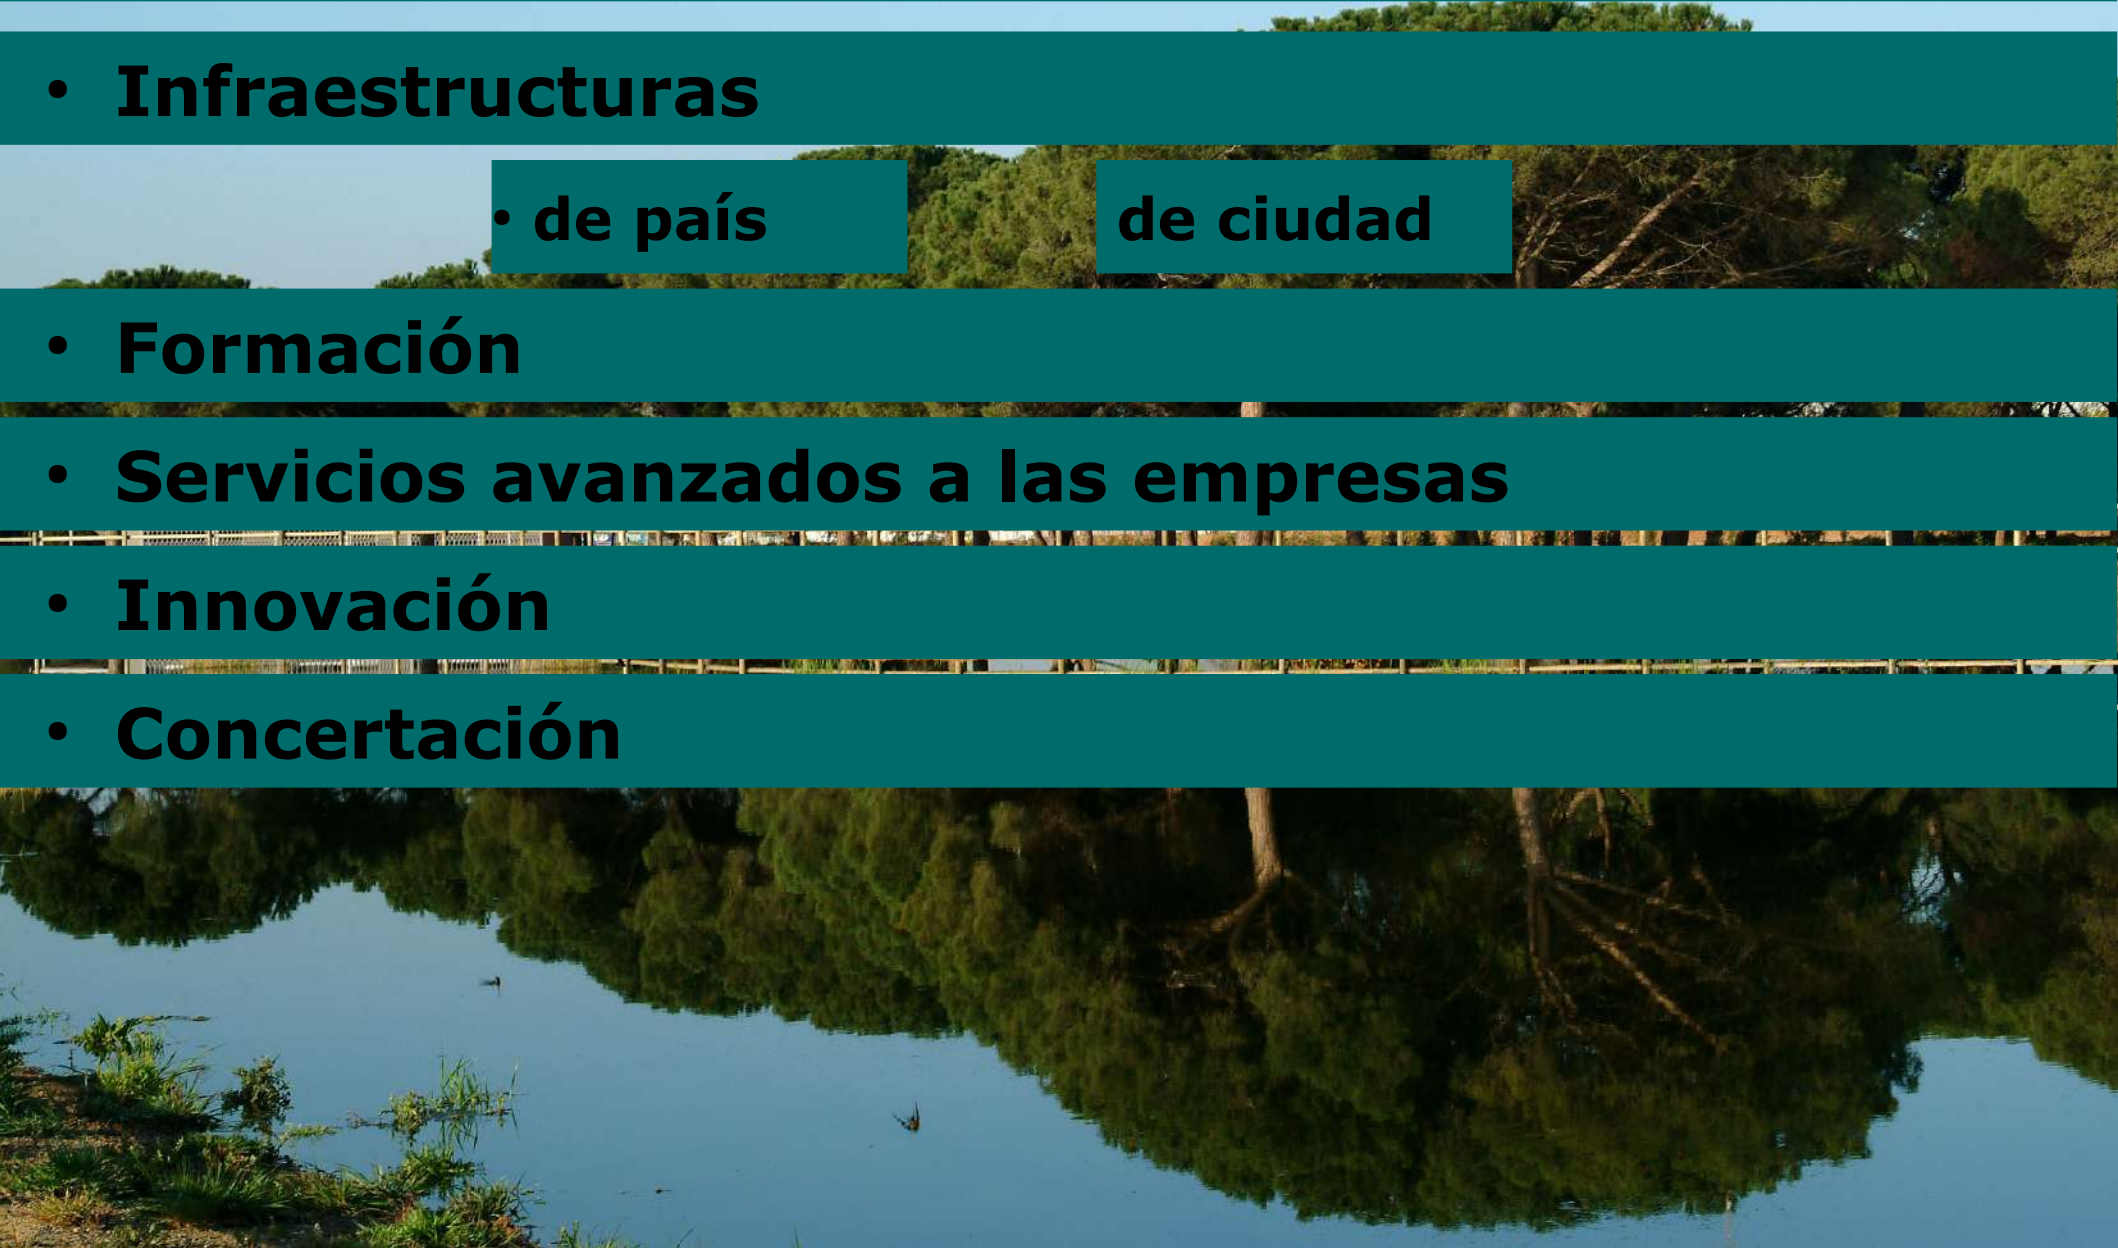 • Infraestructuras
• de país de ciudad
• Formación
• Servicios avanzados a las empresas
• Innovación
• Concertación